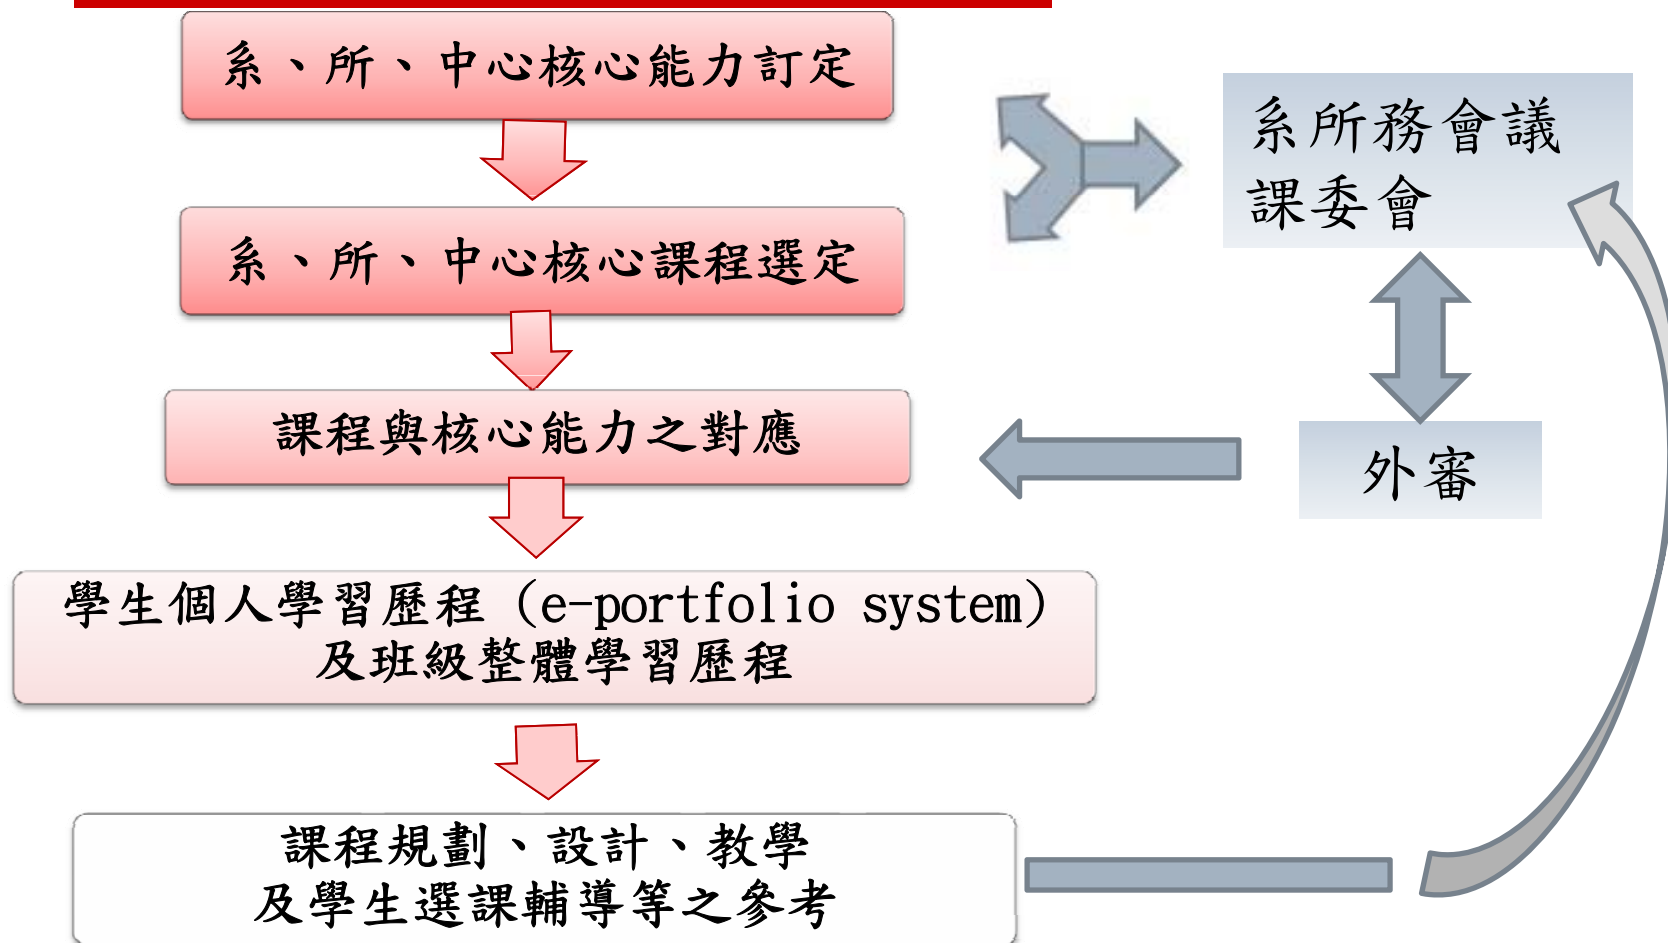 系、所、中心核心能力訂定
系所務會議
課委會
系、所、中心核心課程選定
課程與核心能力之對應
外審
學生個人學習歷程 (e-portfolio system)
及班級整體學習歷程
課程規劃、設計、教學
及學生選課輔導等之參考